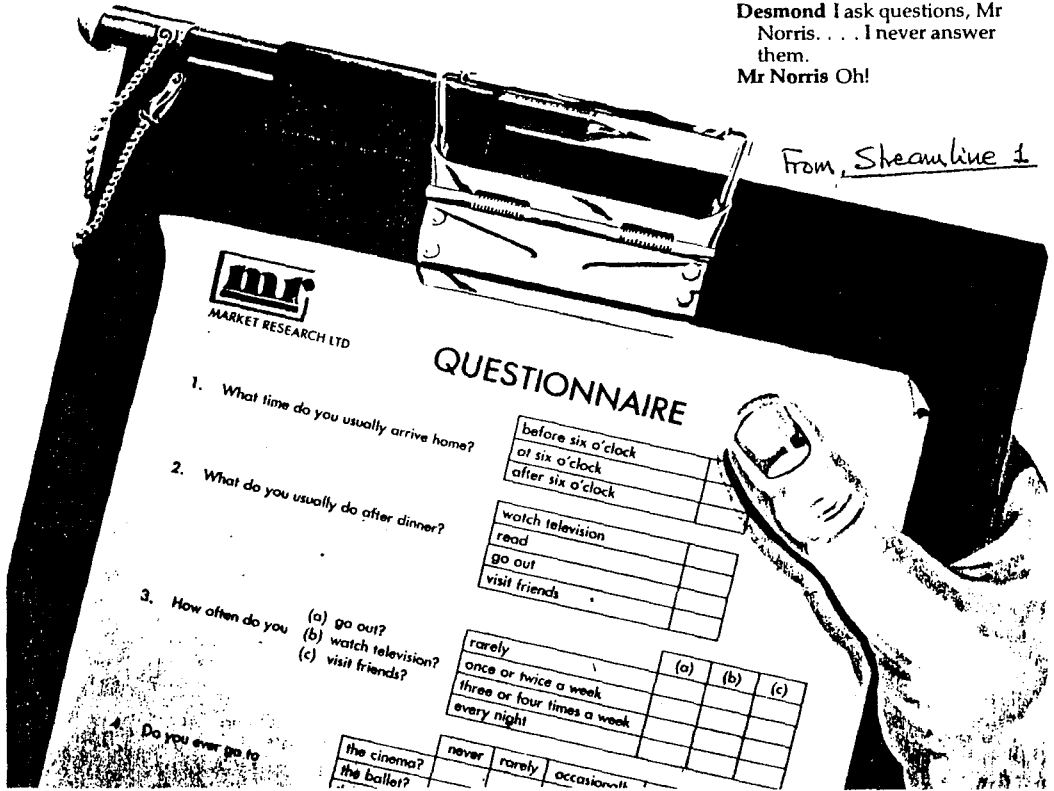 Desmond I ask questions, Mr
Norris. . . . I never answer
them.
Mr Norris Oh!
From, Streamline 1
mr
MARKET RESEARCH LTD
QUESTIONNAIRE
1. What time do you usually arrive home?
before six o'clock
at six o'clock
after six o'clock
2. What do you usually do after dinner?
watch television
read
go out
visit friends
3. How often do you
(a) go out?
(b) watch television?
(c) visit friends?
(a) (b) (c)
rarely
once or twice a week
three or four times a week
every night
4. Do you ever go to
never rarely
the cinema?
the ballet?